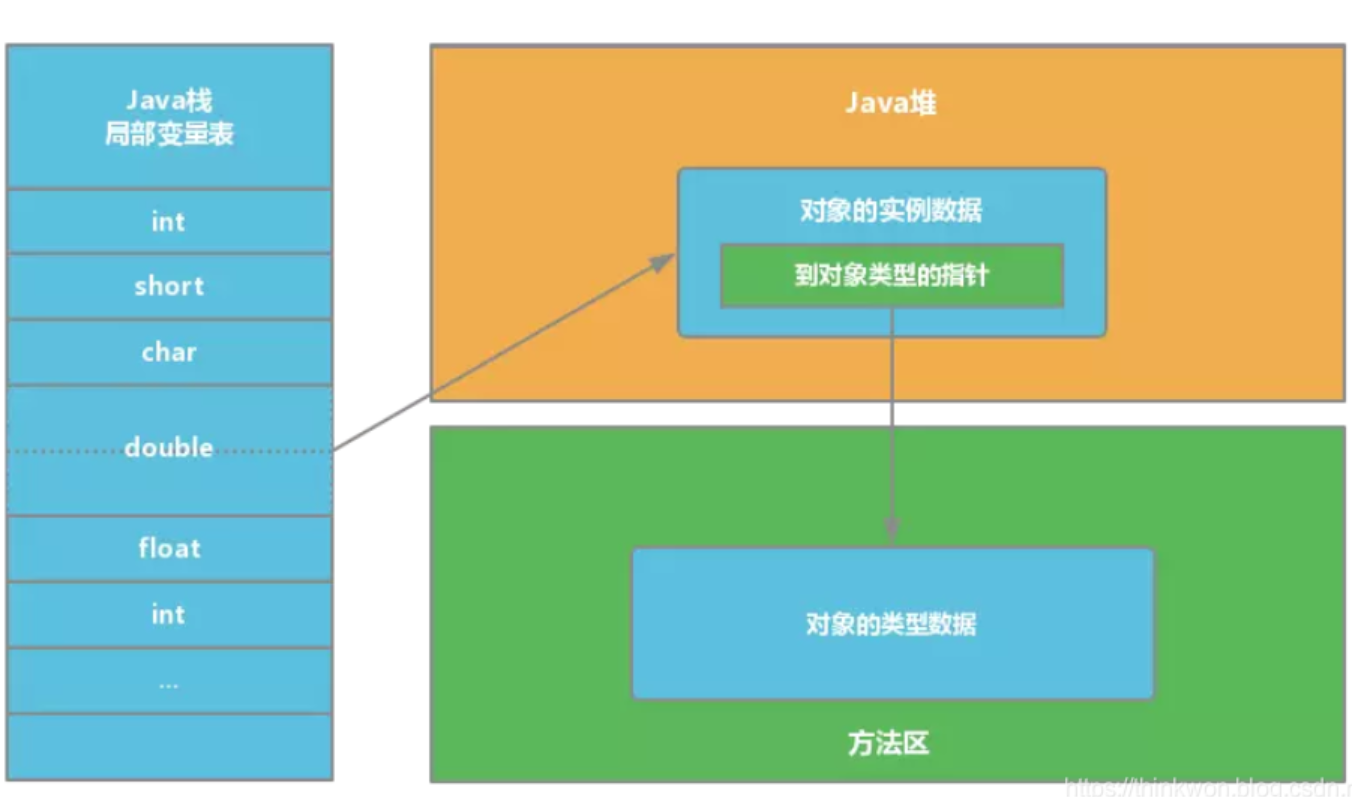 Java栈
局部变量表
int
short
char
double
float
int
...
Java堆
对象的实例数据
到对象类型的指针
对象的类型数据
方法区
https://thinkwon.blog.csdn.n